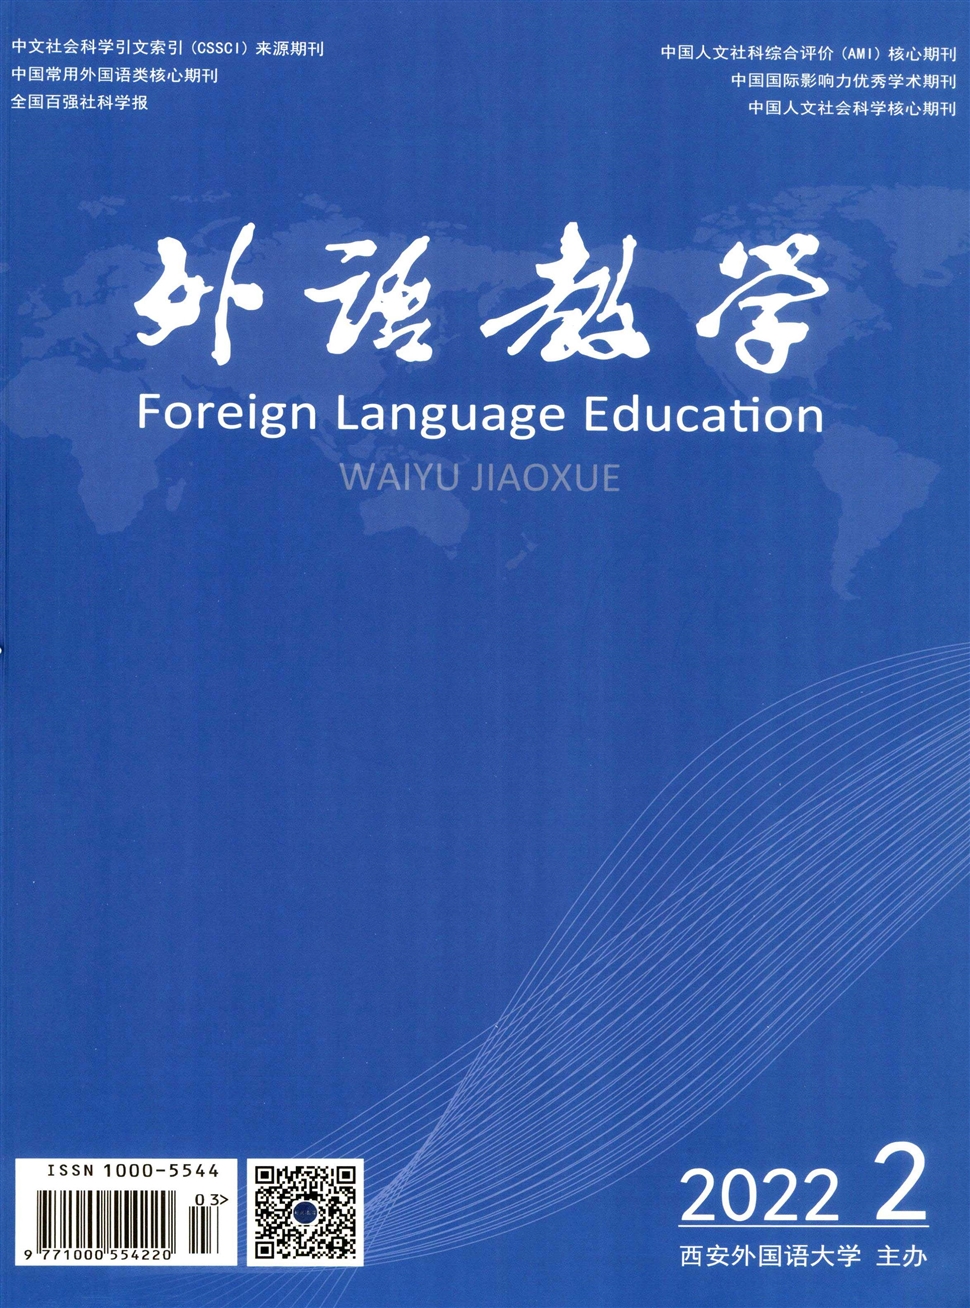 中文社会科学引文索引（CSSCI）来源期刊
中国常用外国语类核心期刊
全国百强社科学报
中国人文社科综合评价（AMI）核心期刊
中国国际影响力优秀学术期刊
中国人文社会科学核心期刊
外语教学
Foreign Language Education
WAIYU JIAOXUE
ISSN 1000-5544
03>
9 771000 554220
2022 2
西安外国语大学 主办